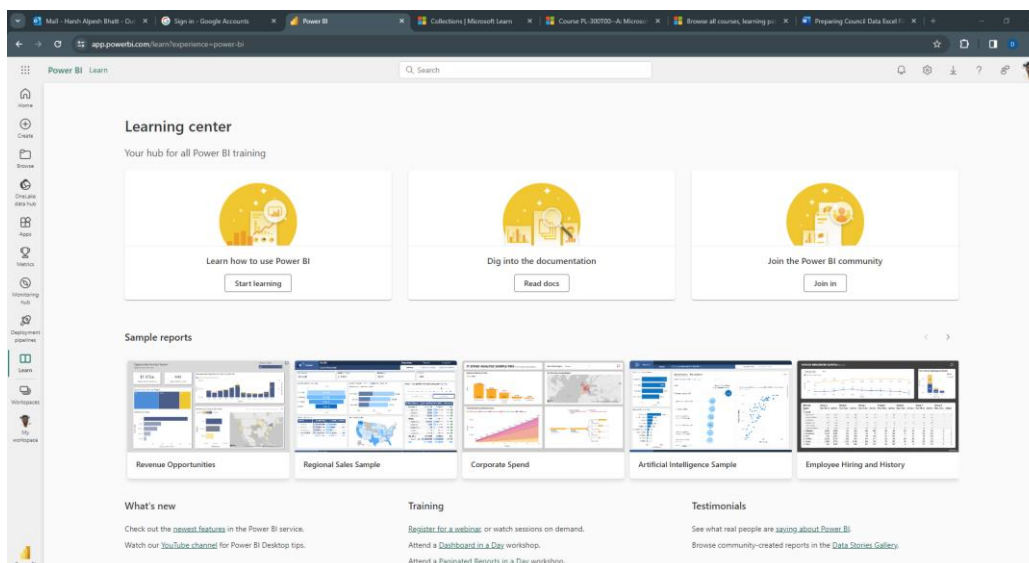 Mail - Harsh Alpesh Bhatt - Out
Sign in - Google Accounts
Power BI
Collections | Microsoft Learn
Course PL-300T00--A: Microsof
Browse all courses, learning pa
Preparing Council Data Excel Fi
app.powerbi.com/learn?experience=power-bi
Power BI Learn
Search
Home
Create
Browse
OneLake
data hub
Apps
Metrics
Monitoring
hub
Deployment
pipelines
Learn
Workspaces
My
workspace
Learning center
Your hub for all Power BI training
Learn how to use Power BI
Start learning
Dig into the documentation
Read docs
Join the Power BI community
Join in
Sample reports
Revenue Opportunities
Regional Sales Sample
Corporate Spend
Artificial Intelligence Sample
Employee Hiring and History
What's new
Check out the newest features in the Power BI service.
Watch our YouTube channel for Power BI Desktop tips.
Training
Register for a webinar, or watch sessions on demand.
Attend a Dashboard in a Day workshop.
Attend a Paginated Reports in a Day workshop.
Testimonials
See what real people are saying about Power BI.
Browse community-created reports in the Data Stories Gallery.